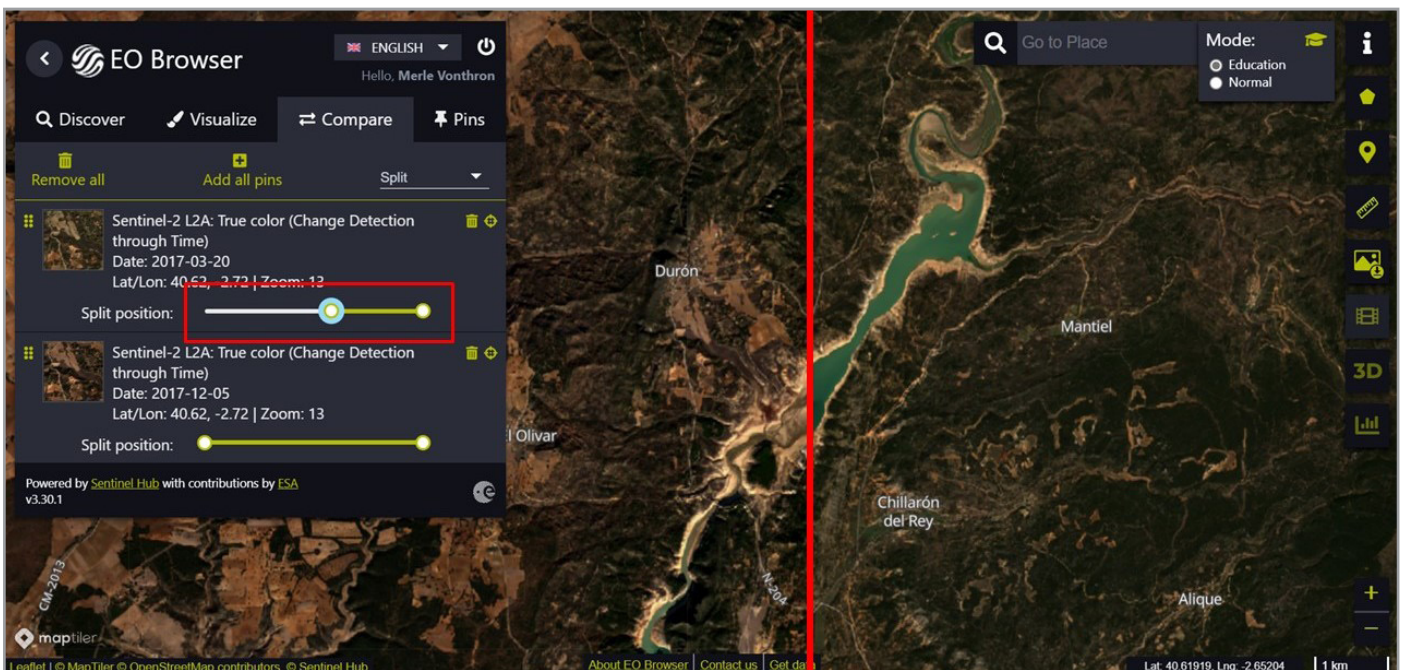 EO Browser
ENGLISH
Hello, Merle Vonthron
Discover
Visualize
Compare
Pins
Remove all
Add all pins
Split
Sentinel-2 L2A: True color (Change Detection
through Time)
Date: 2017-03-20
Lat/Lon: 40.62, -2.72 | Zoom: 13
Split position:
Sentinel-2 L2A: True color (Change Detection
through Time)
Date: 2017-12-05
Lat/Lon: 40.62, -2.72 | Zoom: 13
Split position:
Powered by Sentinel Hub with contributions by ESA
v3.30.1
Go to Place
Mode:
Education
Normal
3D
Durón
Mantiel
l Olivar
Chillarón
del Rey
Alique
CM-2013
N-204
maptiler
Leaflet | © MapTiler © OpenStreetMap contributors, © Sentinel Hub
About EO Browser | Contact us | Get data
Lat: 40.61919, Lng: -2.65204
1 km